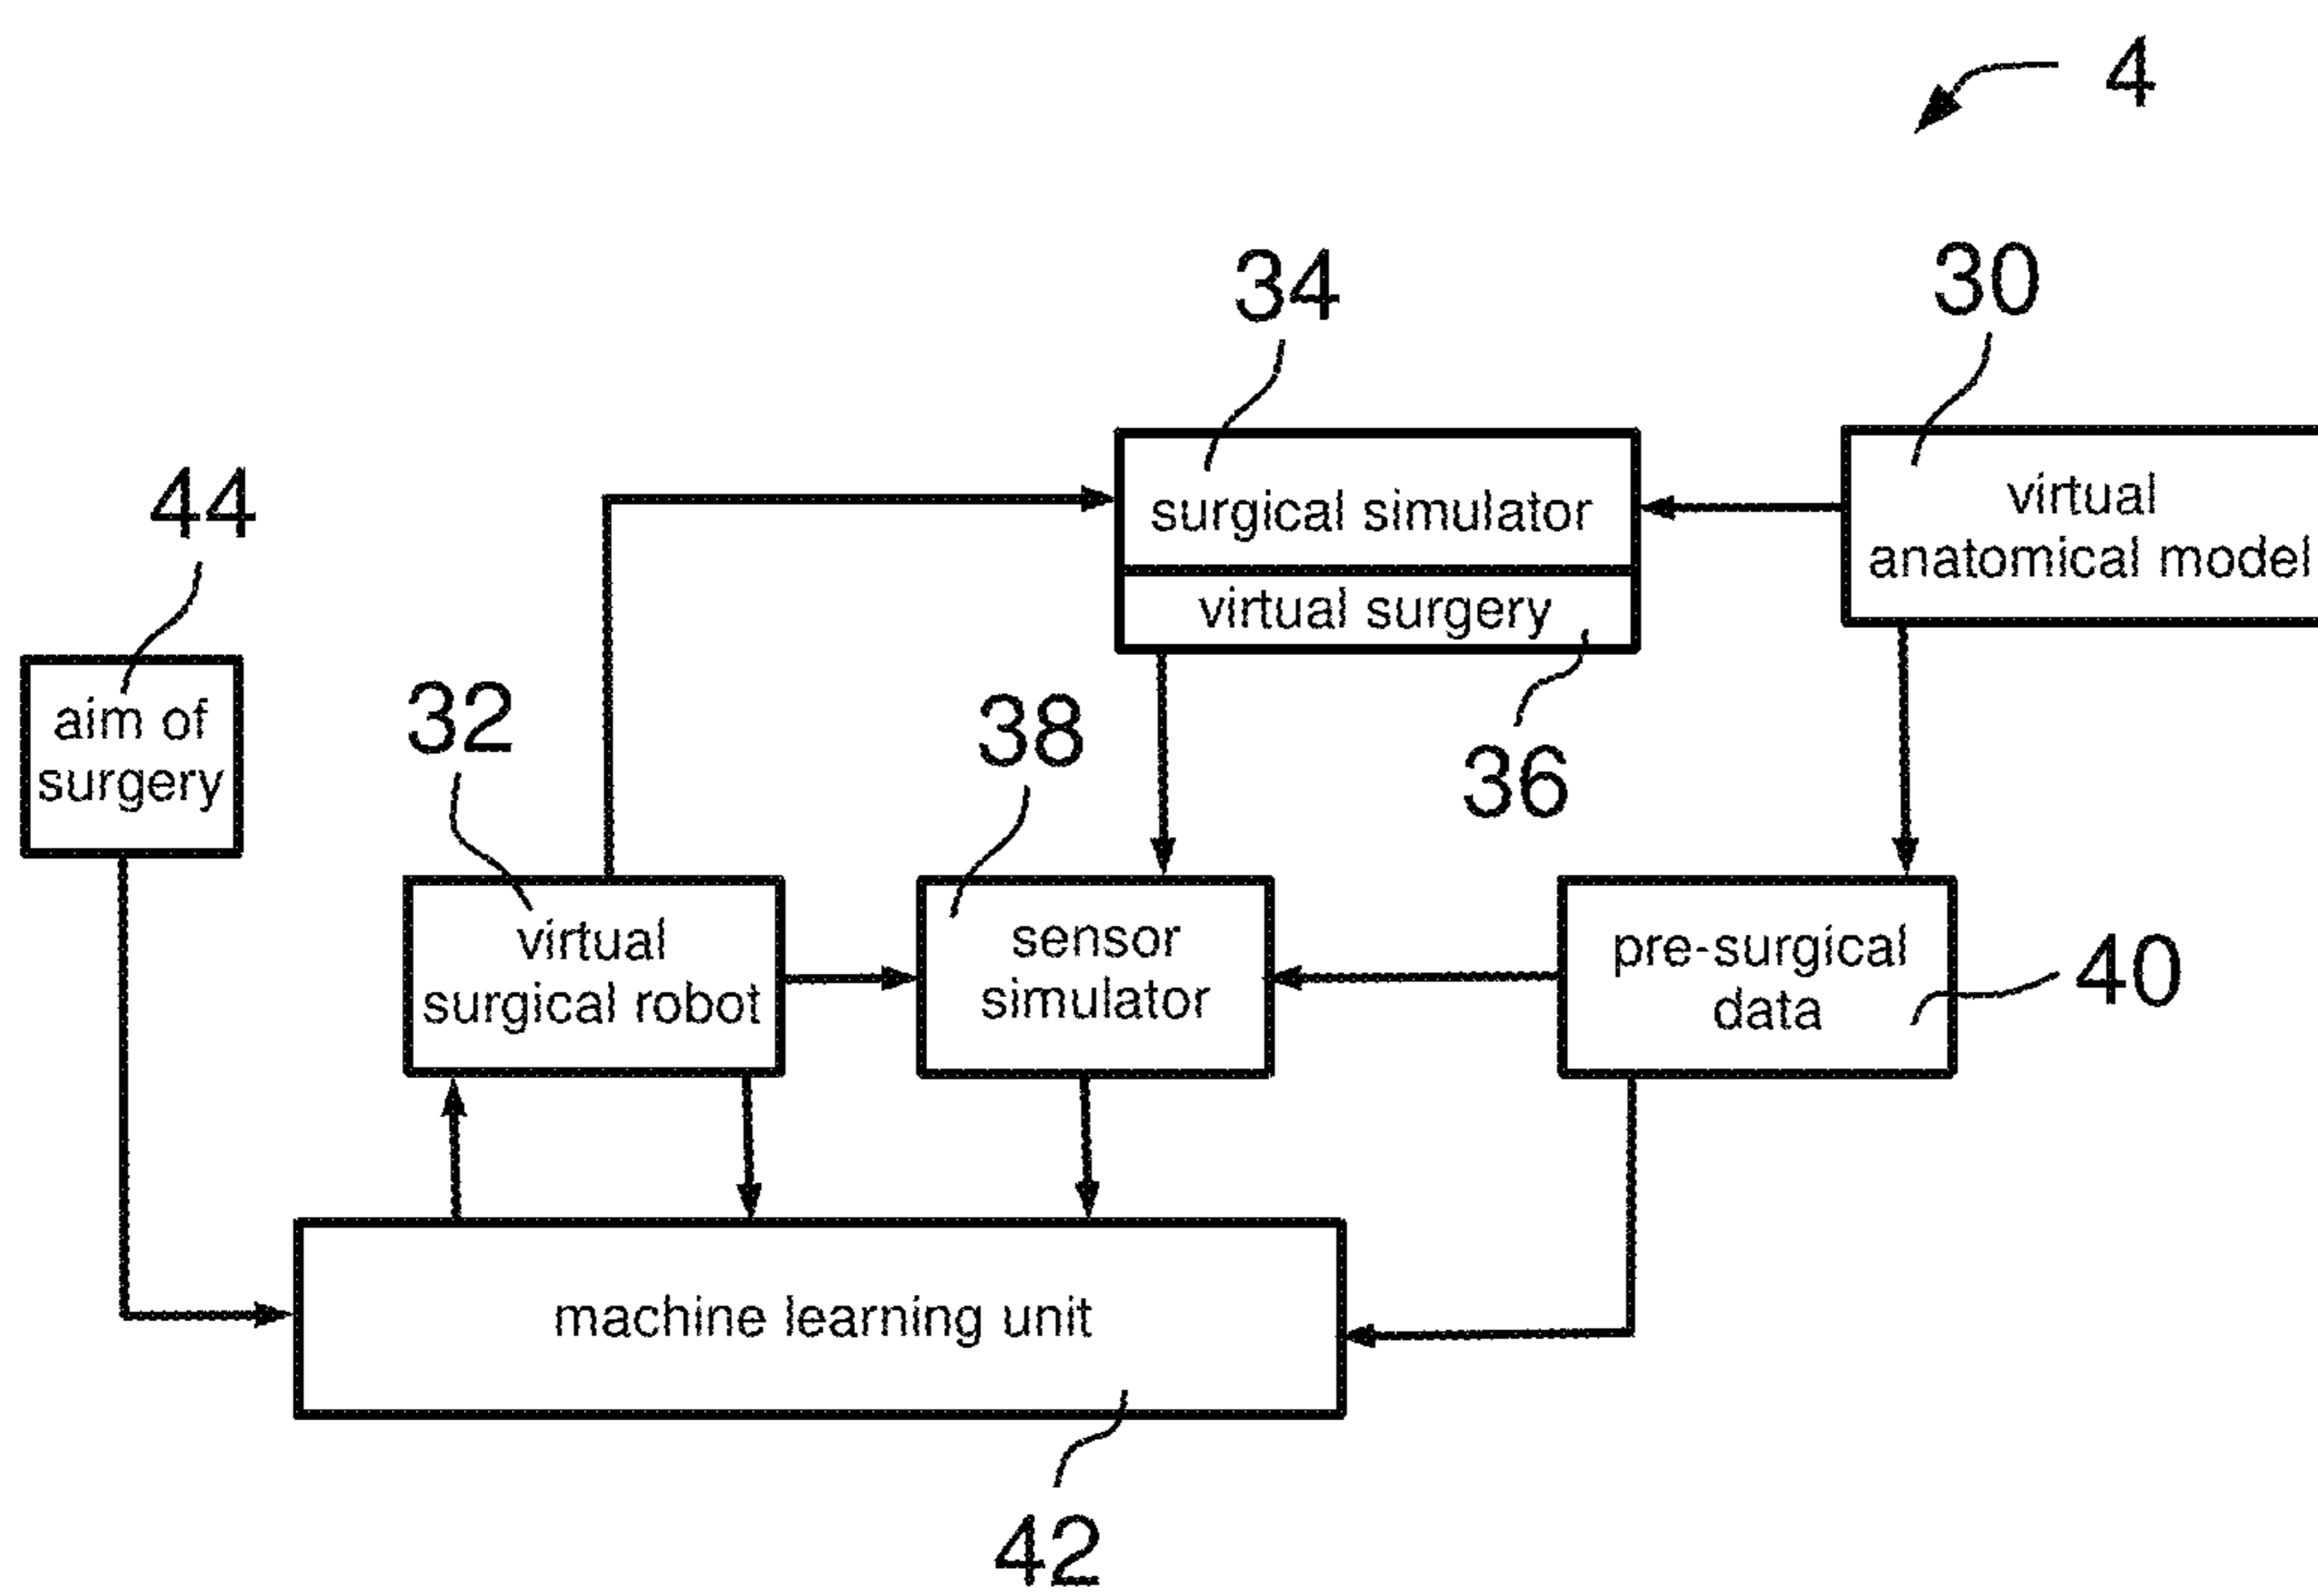 4
34
30
44
surgical simulator
virtual
anatomical model
virtual surgery
aim of
surgery
32
38
36
virtual
surgical robot
sensor
simulator
pre-surgical
data
40
machine learning unit
42